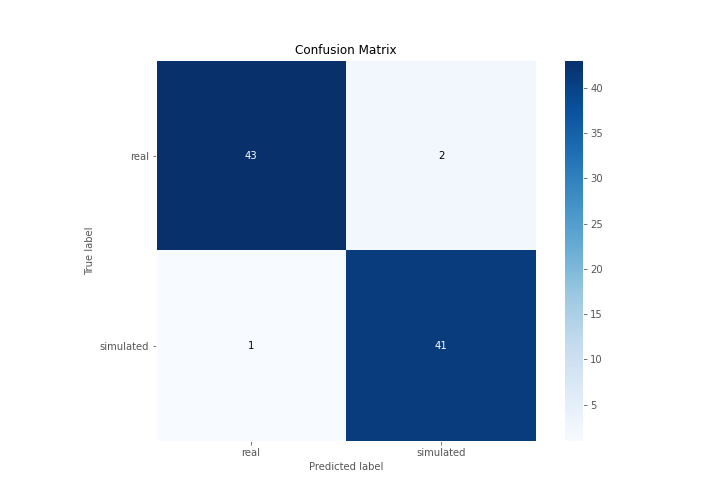 Confusion Matrix
True label
real
simulated
43
2
1
41
real
simulated
Predicted label
40
35
30
25
20
15
10
5